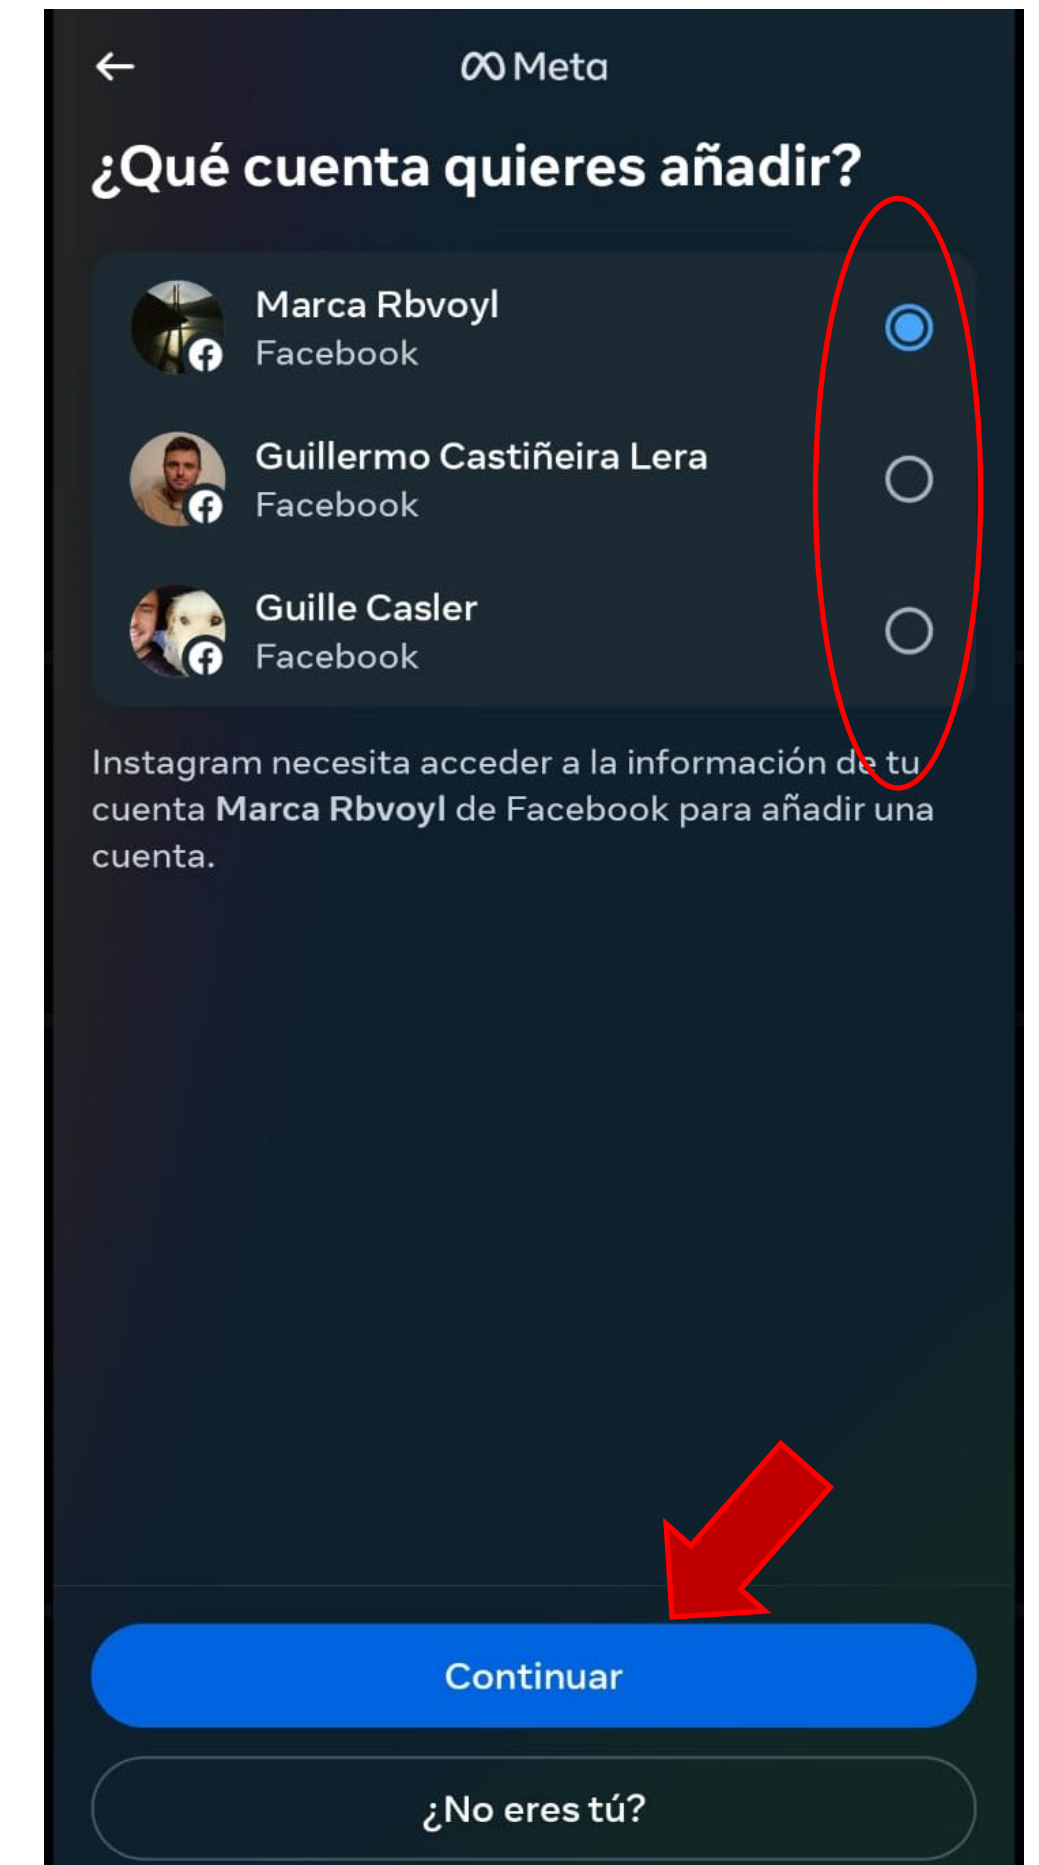 Meta
¿Qué cuenta quieres añadir?
Marca Rbvoyl
Facebook
Guillermo Castiñeira Lera
Facebook
Guille Casler
Facebook
Instagram necesita acceder a la información de tu
cuenta Marca Rbvoyl de Facebook para añadir una
cuenta.
Continuar
¿No eres tú?